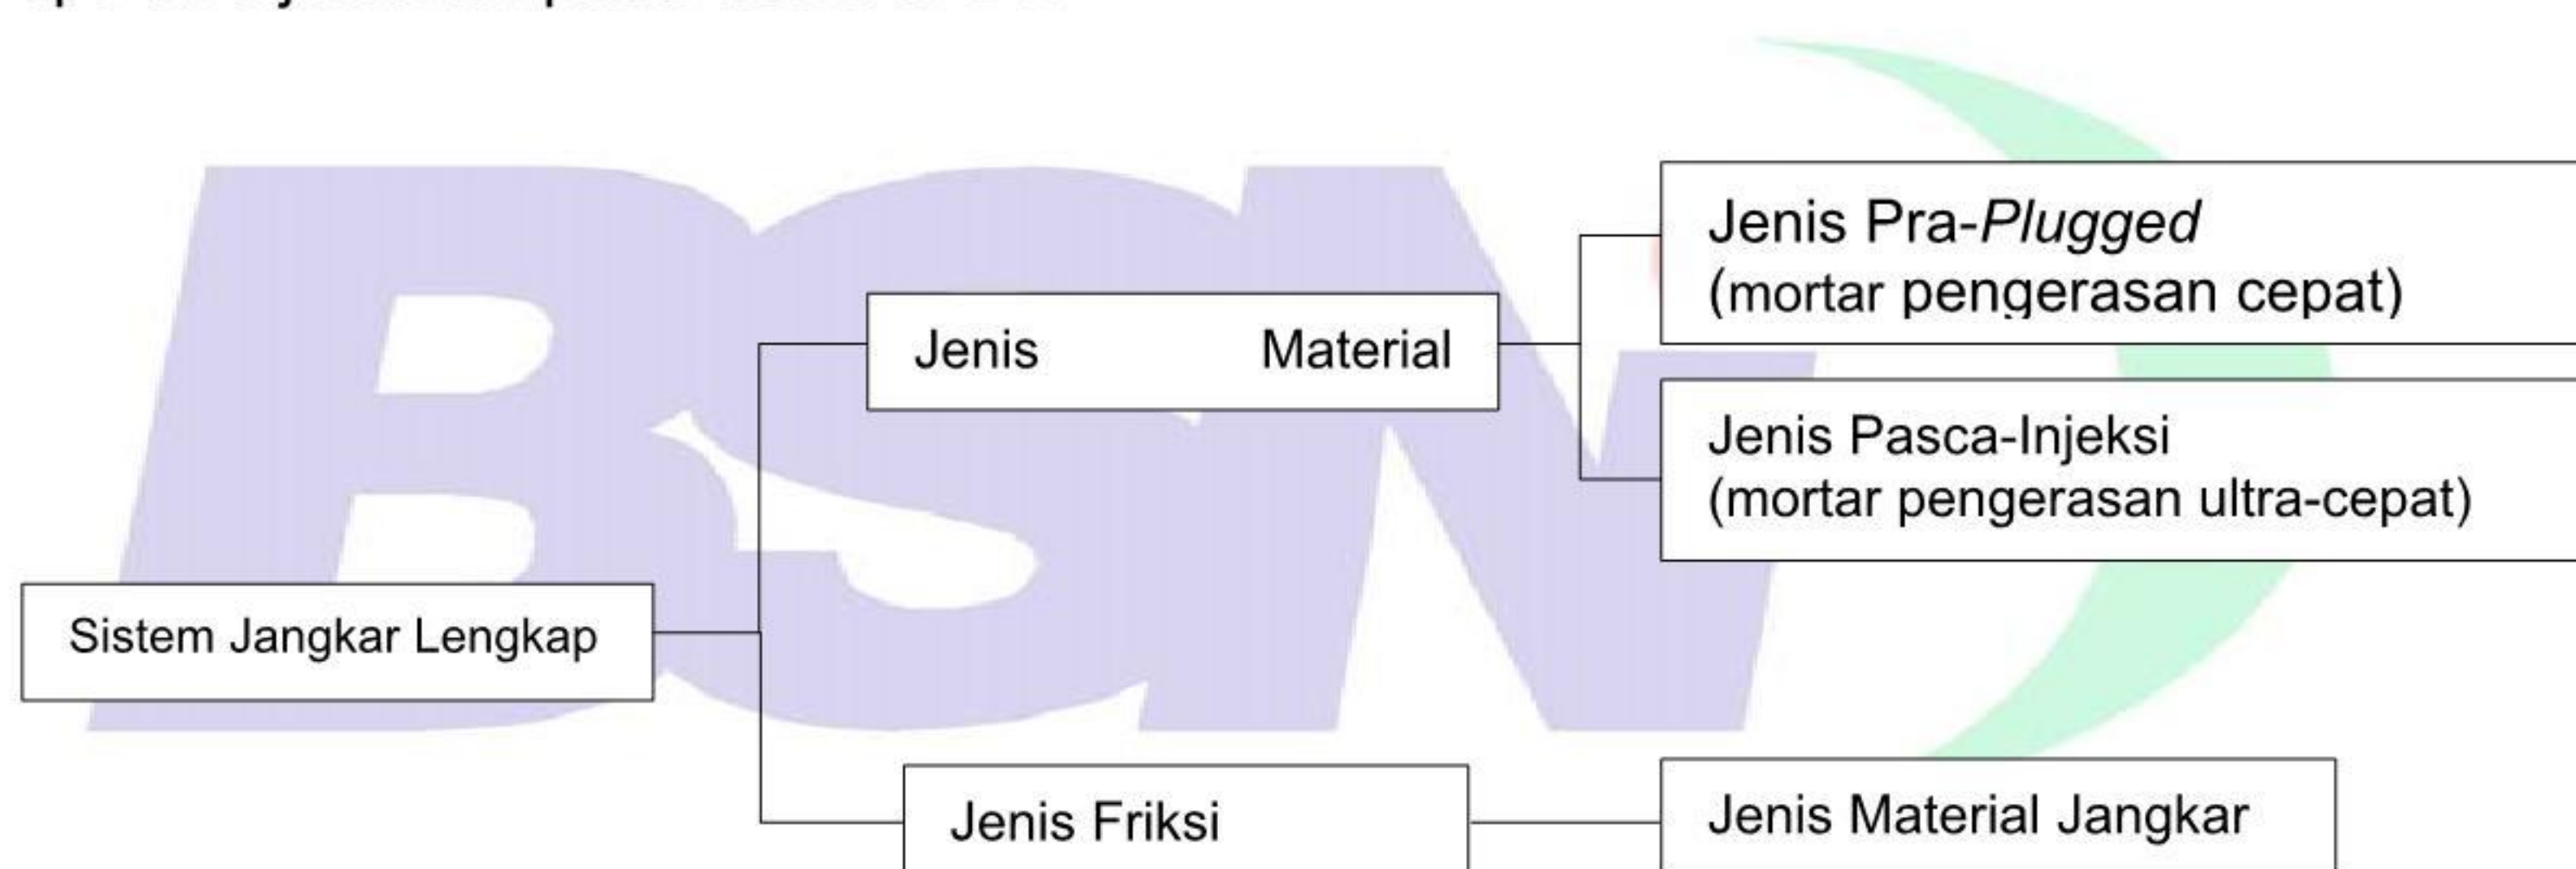 Jenis Pra-Plugged
(mortar pengerasan cepat)
Jenis Material
Jenis Pasca-Injeksi
(mortar pengerasan ultra-cepat)
Sistem Jangkar Lengkap
Jenis Friksi
Jenis Material Jangkar
BSN